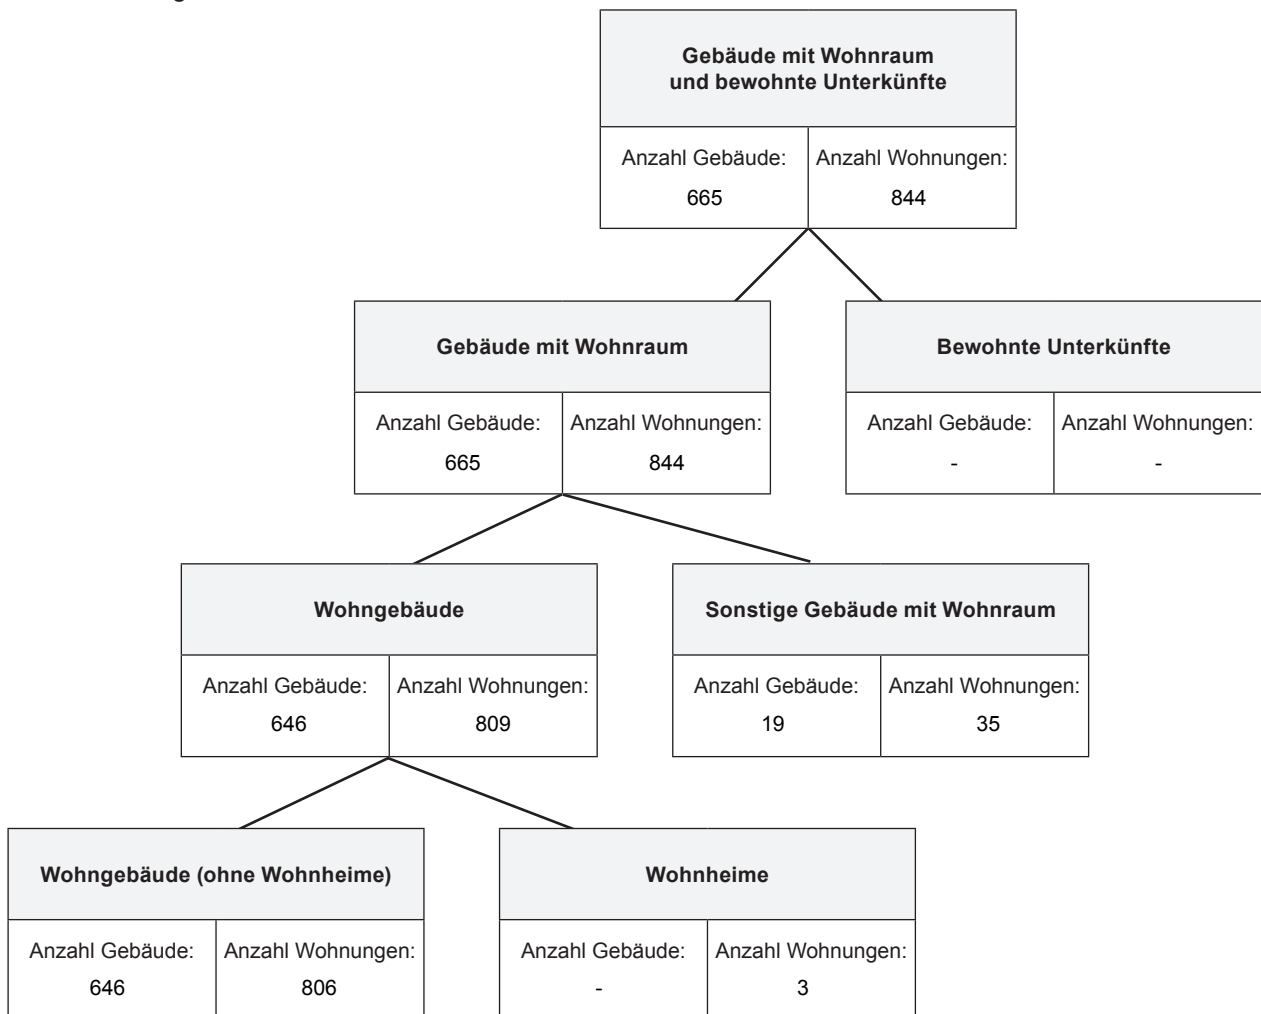 Gebäude mit Wohnraum
und bewohnte Unterkünfte
Anzahl Gebäude: Anzahl Wohnungen:
665 844
Gebäude mit Wohnraum
Bewohnte Unterkünfte
Anzahl Gebäude: Anzahl Wohnungen:
665 844
Anzahl Gebäude: Anzahl Wohnungen:
- -
Wohngebäude
Sonstige Gebäude mit Wohnraum
Anzahl Gebäude: Anzahl Wohnungen:
646 809
Anzahl Gebäude: Anzahl Wohnungen:
19 35
Wohngebäude (ohne Wohnheime)
Wohnheime
Anzahl Gebäude: Anzahl Wohnungen:
646 806
Anzahl Gebäude: Anzahl Wohnungen:
- 3